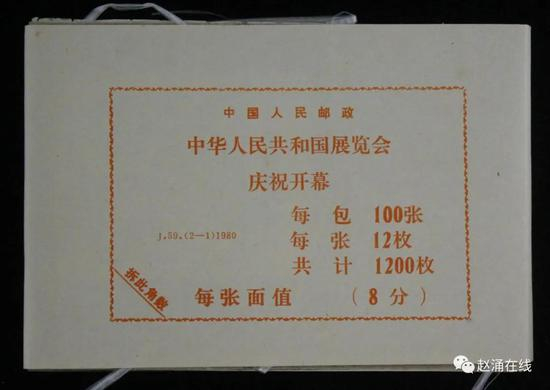 中国人民邮政
中华人民共和国展览会
庆祝开幕
每 包 100张
J.59.(2—1)1980
每 张 12枚
共 计 1200枚
拆此角数
每张面值 (8分)
赵涌在线